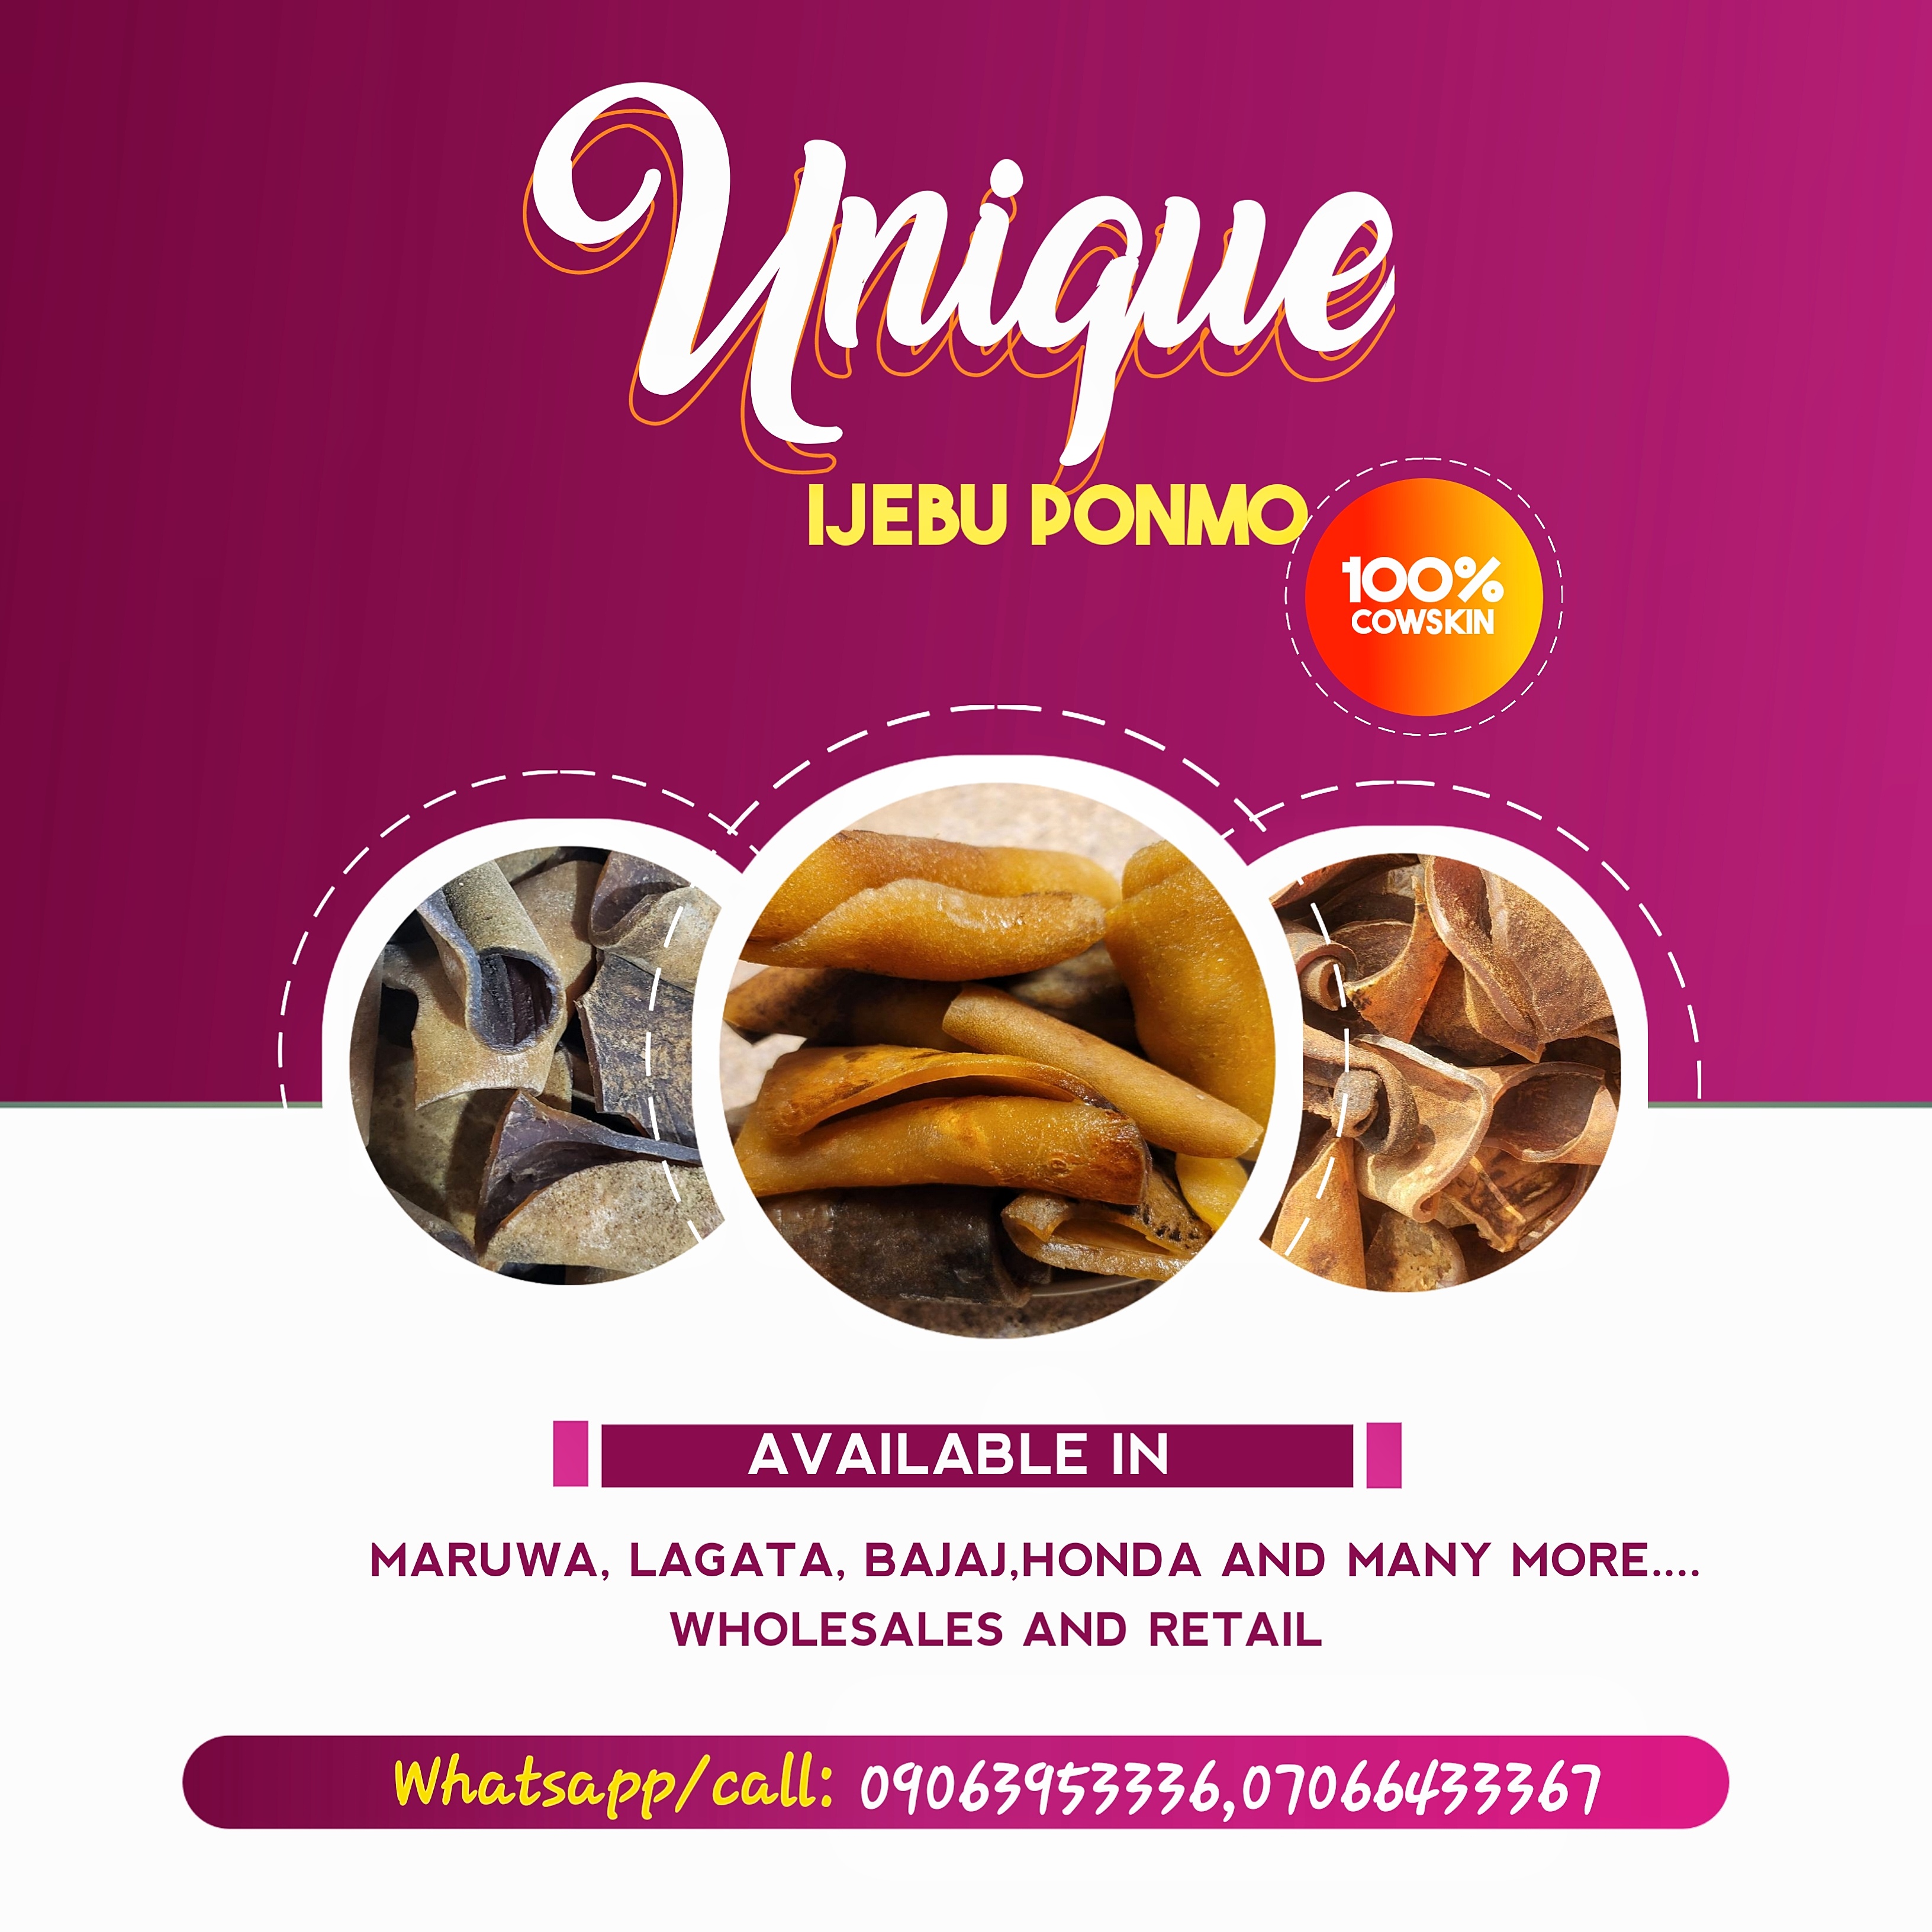 Unique
IJEBU PONMO
100%
COWSKIN
AVAILABLE IN
MARUWA, LAGATA, BAJAJ,HONDA AND MANY MORE....
WHOLESALES AND RETAIL
Whatsapp/call: 09063953336,07066433367